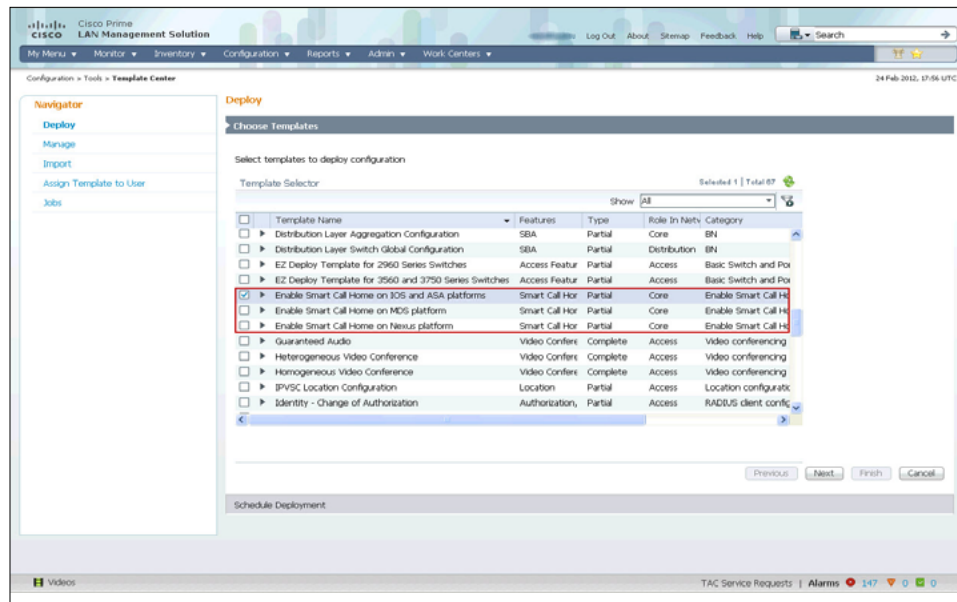 Cisco Prime
CISCO LAN Management Solution
Log Out About Sitemap Feedback Help Search
My Menu Monitor Inventory Configuration Reports Admin Work Centers
Configuration > Tools > Template Center
24 Feb 2012, 17:56 UTC
Navigator
Deploy
Manage
Import
Assign Template to User
Jobs
Deploy
Choose Templates
Select templates to deploy configuration
Template Selector
Selected 1 | Total 67
Show All
Template Name Features Type Role In Netw Category
Distribution Layer Aggregation Configuration SBA Partial Core BN
Distribution Layer Switch Global Configuration SBA Partial Distribution BN
EZ Deploy Template for 2960 Series Switches Access Featur Partial Access Basic Switch and Por
EZ Deploy Template for 3560 and 3750 Series Switches Access Featur Partial Access Basic Switch and Por
Enable Smart Call Home on IOS and ASA platforms Smart Call Hor Partial Core Enable Smart Call Ho
Enable Smart Call Home on MDS platform Smart Call Hor Partial Core Enable Smart Call Ho
Enable Smart Call Home on Nexus platform Smart Call Hor Partial Core Enable Smart Call Ho
Guaranteed Audio Video Confere Complete Access Video conferencing
Heterogeneous Video Conference Video Confere Complete Access Video conferencing
Homogeneous Video Conference Video Confere Complete Access Video conferencing
IPVSC Location Configuration Location Partial Access Location configuratic
Identity - Change of Authorization Authorization, Partial Access RADIUS client config
Previous Next Finish Cancel
Schedule Deployment
Videos
TAC Service Requests | Alarms 147 0 0